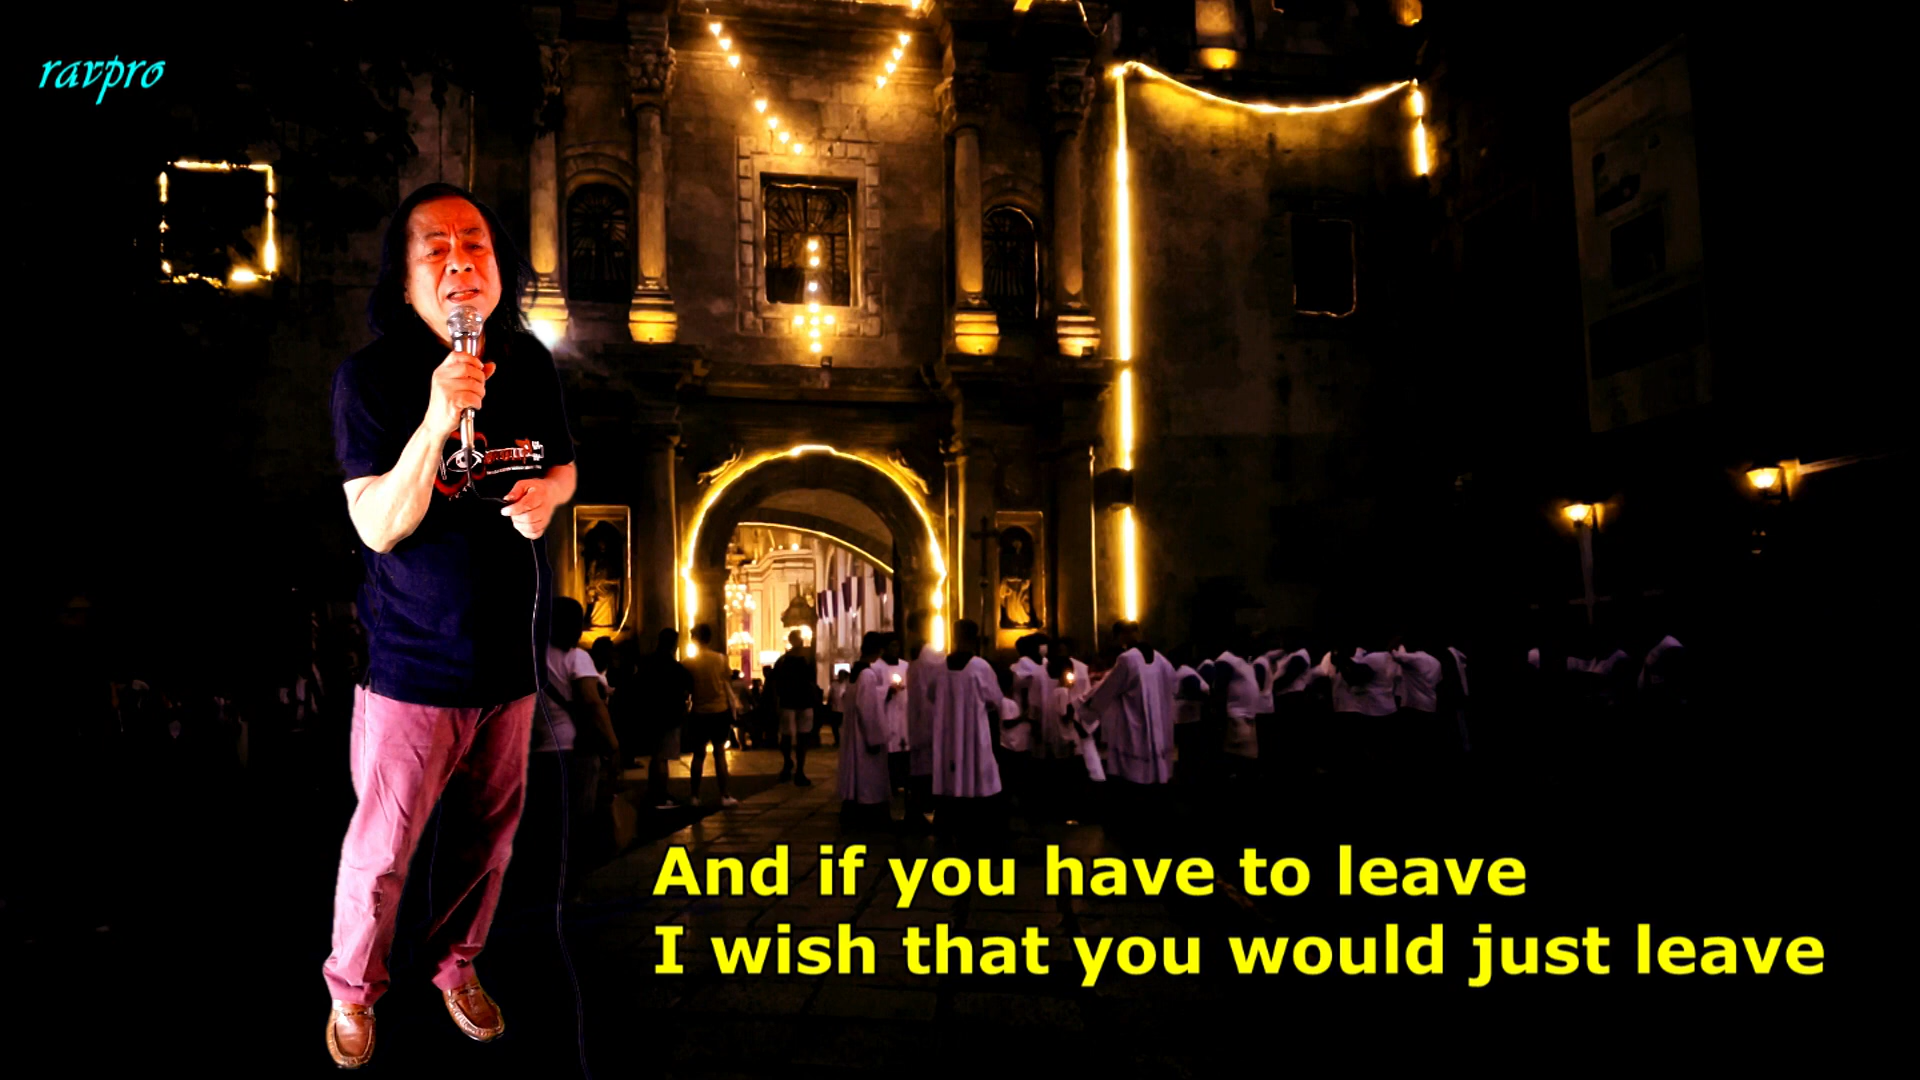 ravpro
And if you have to leave
I wish that you would just leave